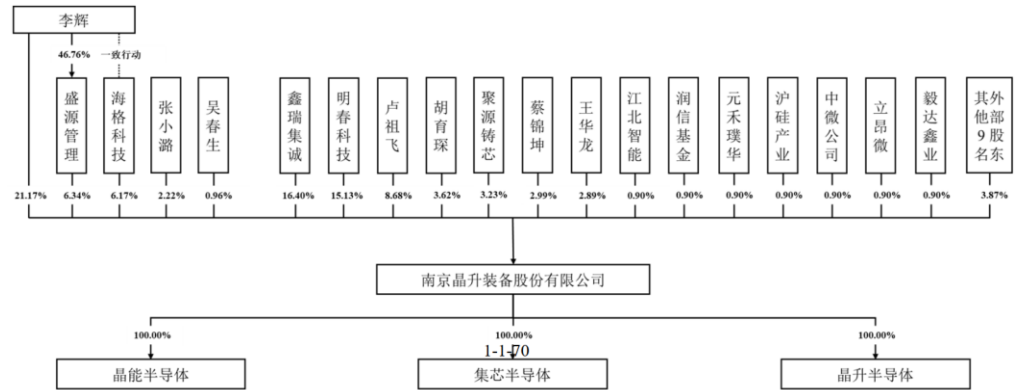 李辉
46.76%
一致行动
盛源管理
海格科技
张小潞
吴春生
鑫瑞集诚
明春科技
卢祖飞
胡育琛
聚源铸芯
蔡锦坤
王华龙
江北智能
润信基金
元禾璞华
沪硅产业
中微公司
立昂微
毅达鑫业
其他9名
外部股东
21.17%
6.34%
6.17%
2.22%
0.96%
16.40%
15.13%
8.68%
3.62%
3.23%
2.99%
2.89%
0.90%
0.90%
0.90%
0.90%
0.90%
0.90%
0.90%
3.87%
南京晶升装备股份有限公司
100.00%
100.00%
100.00%
1-1-70
晶能半导体
集芯半导体
晶升半导体